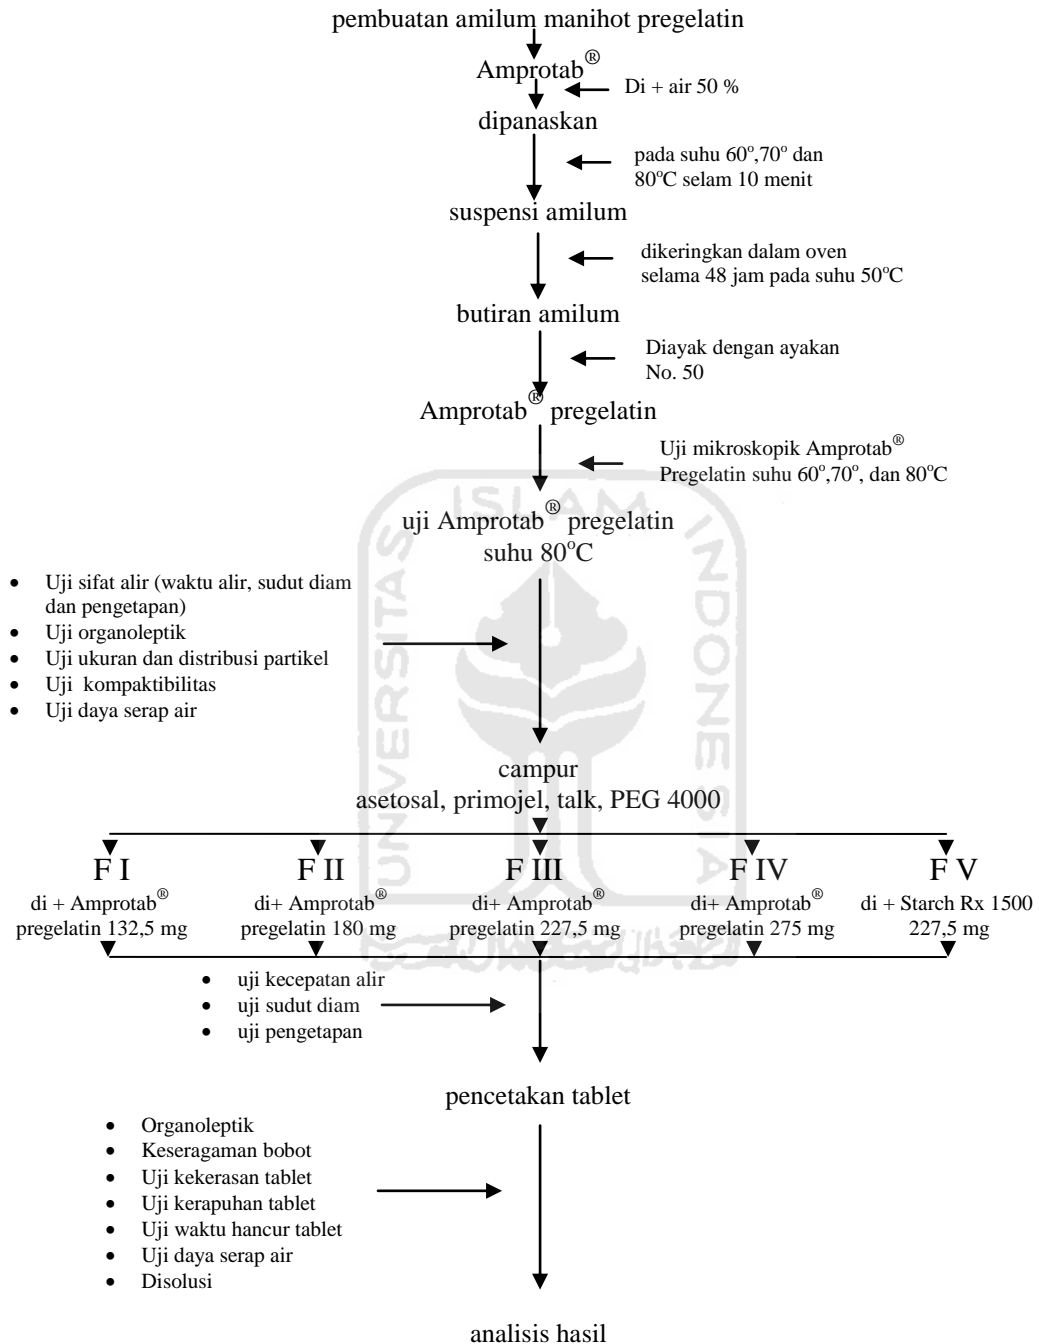 pembuatan amilum manihot pregelatin
Amprotab®
Di + air 50 %
dipanaskan
pada suhu 60°,70° dan
80°C selam 10 menit
suspensi amilum
dikeringkan dalam oven
selama 48 jam pada suhu 50°C
butiran amilum
Diayak dengan ayakan
No. 50
Amprotab® pregelatin
Uji mikroskopik Amprotab®
Pregelatin suhu 60°,70°, dan 80°C
uji Amprotab® pregelatin
suhu 80°C
• Uji sifat alir (waktu alir, sudut diam
dan pengetapan)
• Uji organoleptik
• Uji ukuran dan distribusi partikel
• Uji kompaktibilitas
• Uji daya serap air
campur
asetosal, primojel, talk, PEG 4000
F I
di + Amprotab®
pregelatin 132,5 mg
F II
di+ Amprotab®
pregelatin 180 mg
F III
di+ Amprotab®
pregelatin 227,5 mg
F IV
di+ Amprotab®
pregelatin 275 mg
F V
di + Starch Rx 1500
227,5 mg
• uji kecepatan alir
• uji sudut diam
• uji pengetapan
pencetakan tablet
• Organoleptik
• Keseragaman bobot
• Uji kekerasan tablet
• Uji kerapuhan tablet
• Uji waktu hancur tablet
• Uji daya serap air
• Disolusi
analisis hasil
UNIVERSITAS
ISLAM
INDONESIA